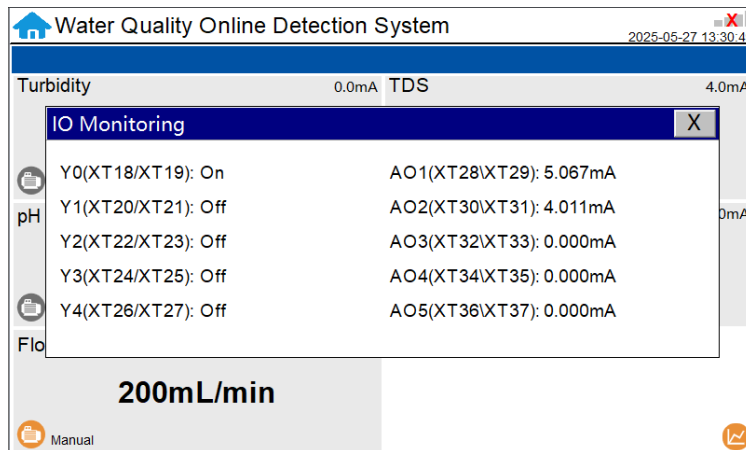 Water Quality Online Detection System
2025-05-27 13:30:4
Turbidity 0.0mA TDS 4.0mA
IO Monitoring X
Y0(XT18/XT19): On AO1(XT28\XT29): 5.067mA
Y1(XT20/XT21): Off AO2(XT30\XT31): 4.011mA
pH 0mA
Y2(XT22/XT23): Off AO3(XT32\XT33): 0.000mA
Y3(XT24/XT25): Off AO4(XT34\XT35): 0.000mA
Y4(XT26/XT27): Off AO5(XT36\XT37): 0.000mA
Flo
200mL/min
Manual